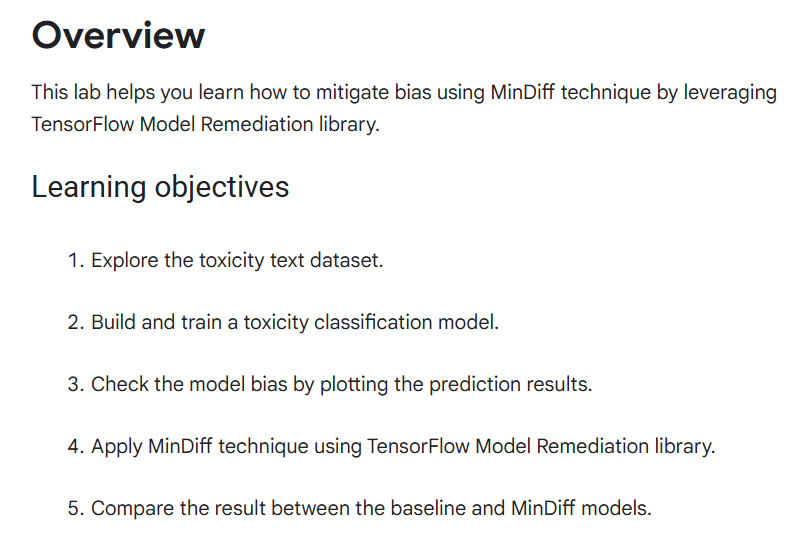 Overview
This lab helps you learn how to mitigate bias using MinDiff technique by leveraging
TensorFlow Model Remediation library.
Learning objectives
1. Explore the toxicity text dataset.
2. Build and train a toxicity classification model.
3. Check the model bias by plotting the prediction results.
4. Apply MinDiff technique using TensorFlow Model Remediation library.
5. Compare the result between the baseline and MinDiff models.